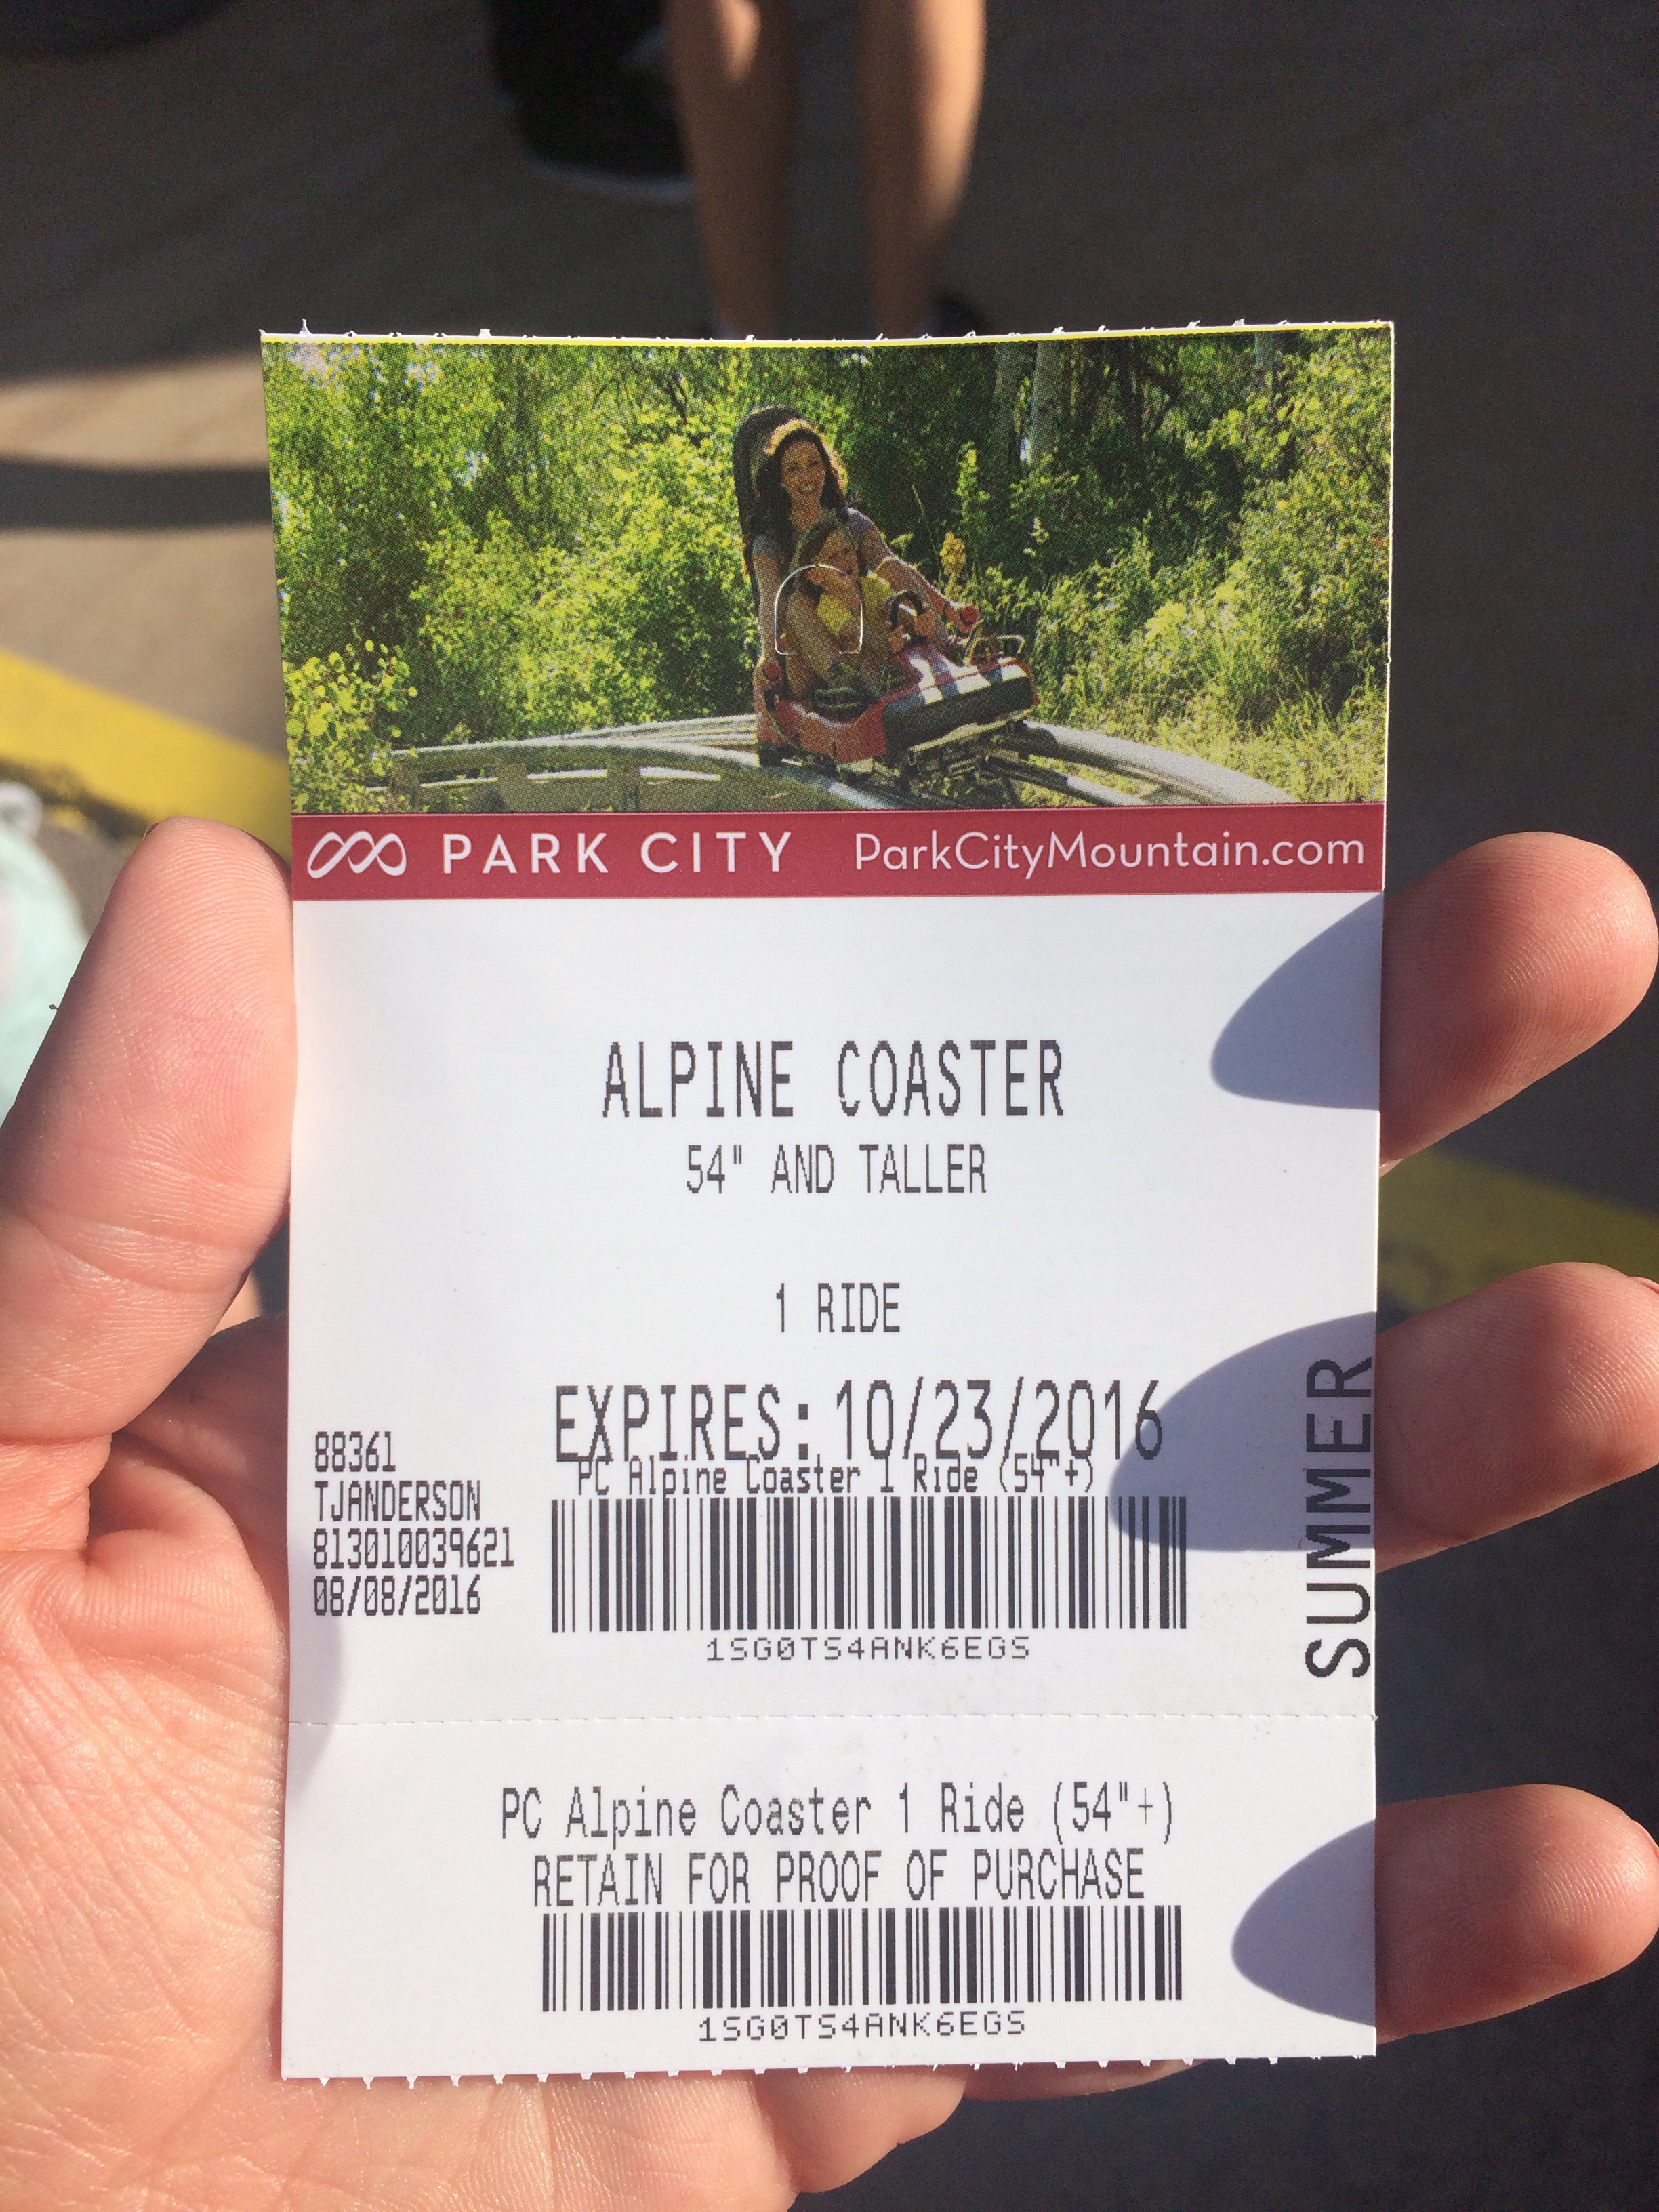 PARK CITY ParkCityMountain.com
ALPINE COASTER
54" AND TALLER
1 RIDE
EXPIRES: 10/23/2016
PC Alpine Coaster 1 Ride (54"+)
88361
TJANDERSON
813010039621
08/08/2016
1SG0TS4ANK6EGS
SUMMER
PC Alpine Coaster 1 Ride (54"+)
RETAIN FOR PROOF OF PURCHASE
1SG0TS4ANK6EGS